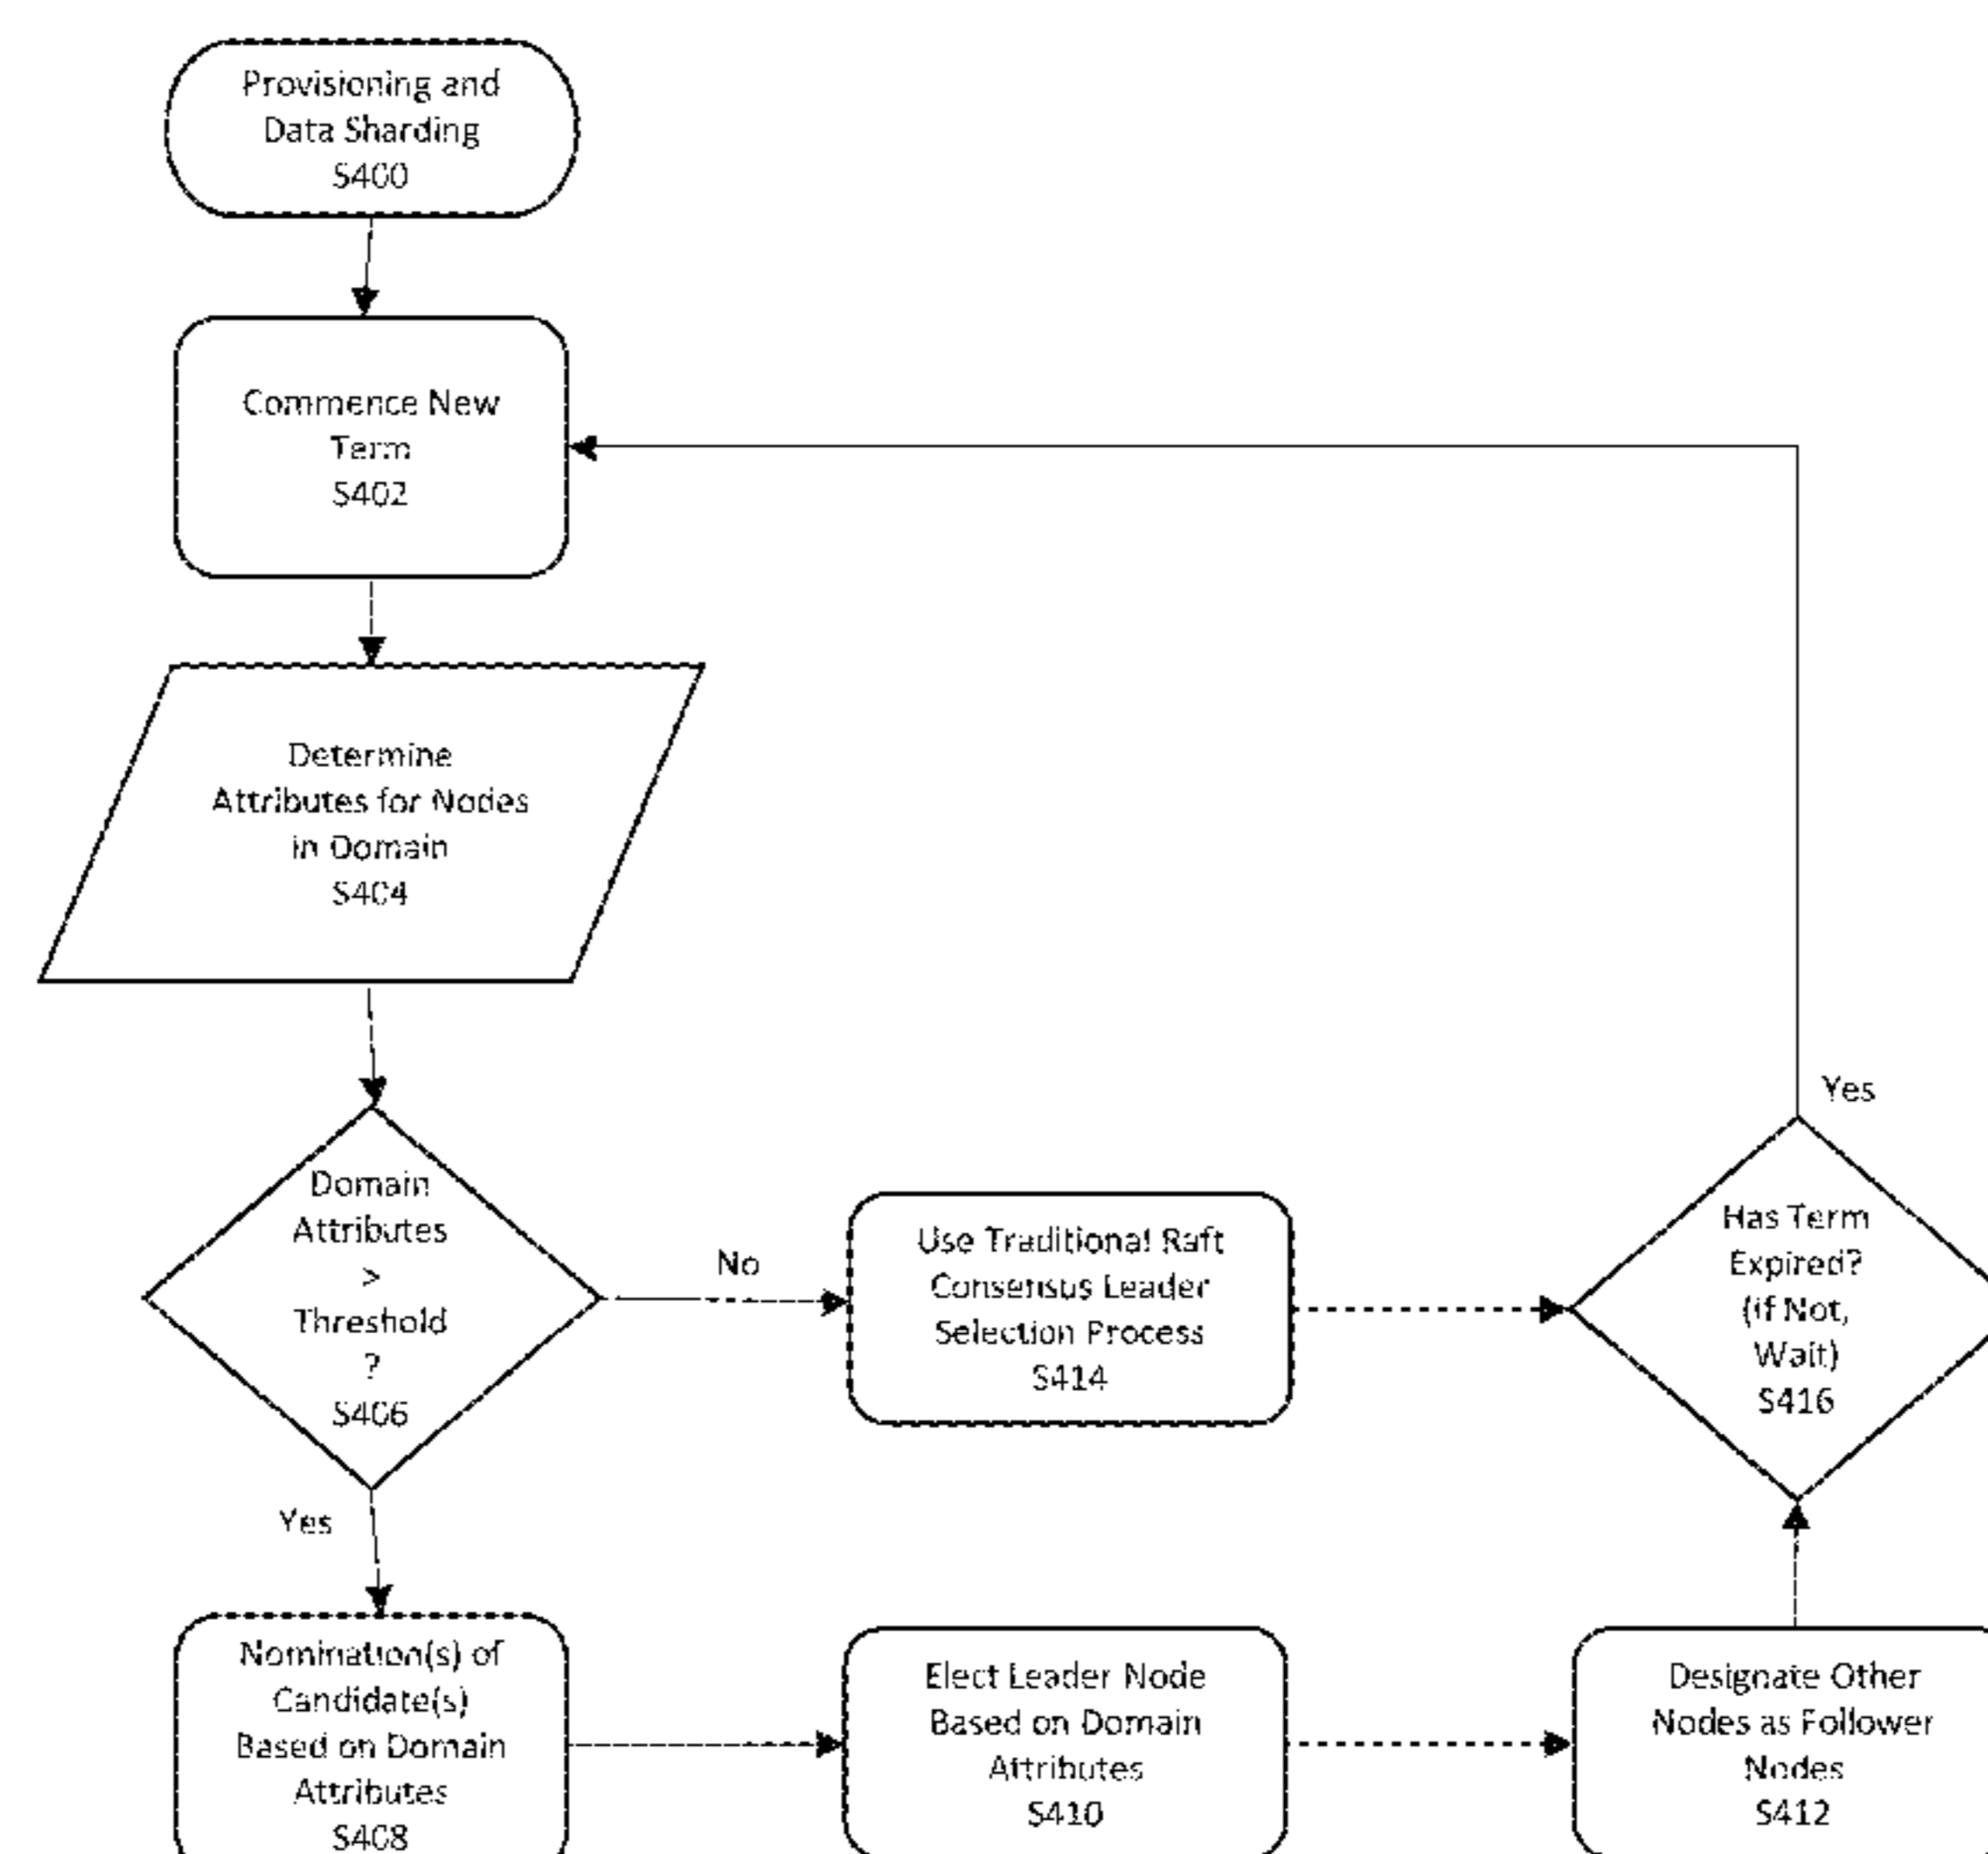 Provisioning and
Data Sharding
S400
Commence New
Term
S402
Determine
Attributes for Nodes
in Domain
S404
Domain
Attributes
>
Threshold
?
S406
No
Yes
Use Traditional Raft
Consensus Leader
Selection Process
S414
Yes
Has Term
Expired?
(if Not,
Wait)
S416
Nomination(s) of
Candidate(s)
Based on Domain
Attributes
S408
Elect Leader Node
Based on Domain
Attributes
S410
Designate Other
Nodes as Follower
Nodes
S412